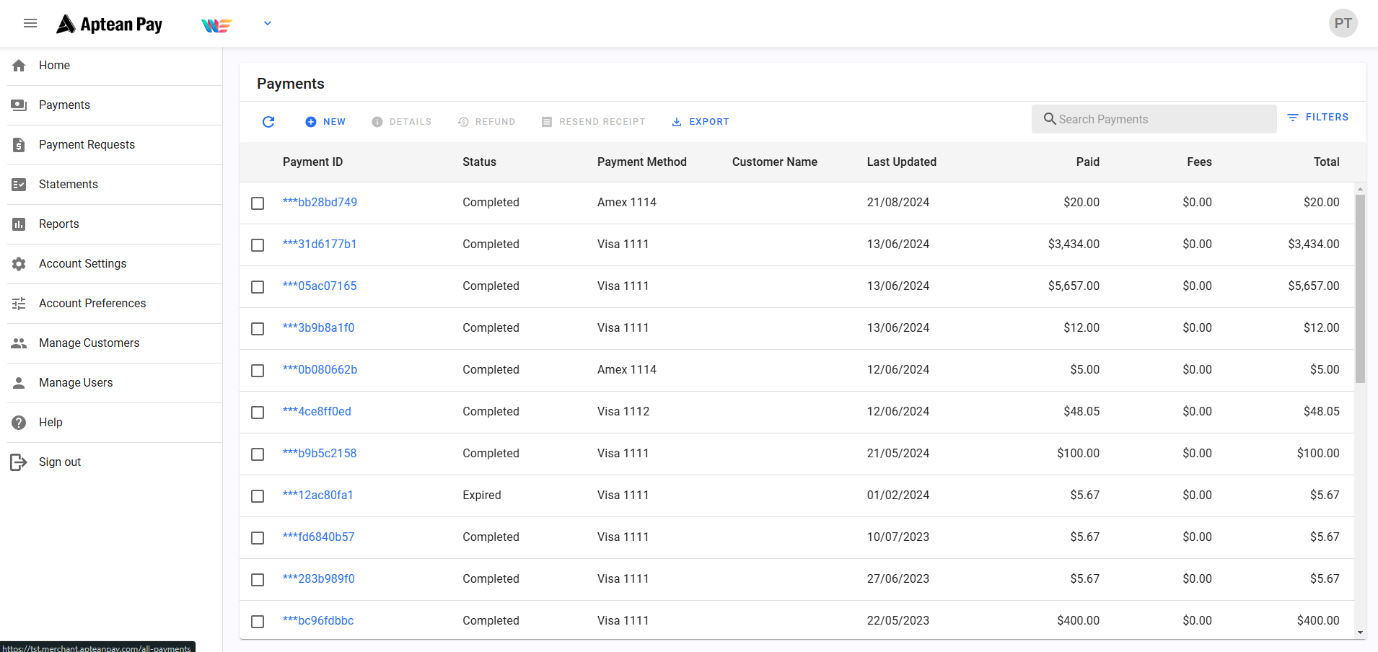 Aptean Pay WE PT
Home
Payments
Payment Requests
Statements
Reports
Account Settings
Account Preferences
Manage Customers
Manage Users
Help
Sign out
Payments
NEW DETAILS REFUND RESEND RECEIPT EXPORT Search Payments FILTERS
Payment ID Status Payment Method Customer Name Last Updated Paid Fees Total
***bb28bd749 Completed Amex 1114 21/08/2024 $20.00 $0.00 $20.00
***31d6177b1 Completed Visa 1111 13/06/2024 $3,434.00 $0.00 $3,434.00
***05ac07165 Completed Visa 1111 13/06/2024 $5,657.00 $0.00 $5,657.00
***3b9b8a1f0 Completed Visa 1111 13/06/2024 $12.00 $0.00 $12.00
***0b080662b Completed Amex 1114 12/06/2024 $5.00 $0.00 $5.00
***4ce8ff0ed Completed Visa 1112 12/06/2024 $48.05 $0.00 $48.05
***b9b5c2158 Completed Visa 1111 21/05/2024 $100.00 $0.00 $100.00
***12ac80fa1 Expired Visa 1111 01/02/2024 $5.67 $0.00 $5.67
***fd6840b57 Completed Visa 1111 10/07/2023 $5.67 $0.00 $5.67
***283b989f0 Completed Visa 1111 27/06/2023 $5.67 $0.00 $5.67
***bc96fdbbc Completed Visa 1111 22/05/2023 $400.00 $0.00 $400.00
https://tst.merchant.apteanpay.com/all-payments